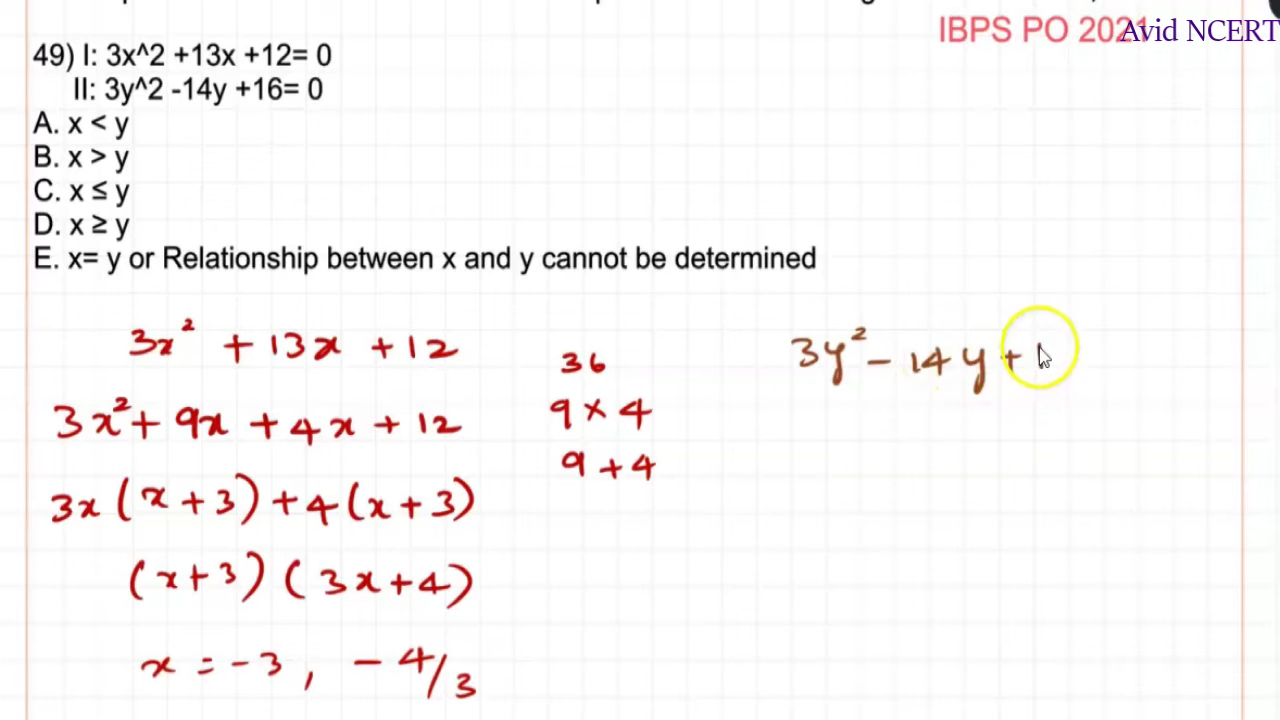 IBPS PO 2021 Avid NCERT
49) I: 3x^2 +13x +12= 0
II: 3y^2 -14y +16= 0
A. x < y
B. x > y
C. x ≤ y
D. x ≥ y
E. x= y or Relationship between x and y cannot be determined
3x² + 13x + 12
3x² + 9x + 4x + 12
3x (x + 3) + 4 (x + 3)
(x + 3) (3x + 4)
x = -3, -4/3
36
9 × 4
9 + 4
3y² - 14y +